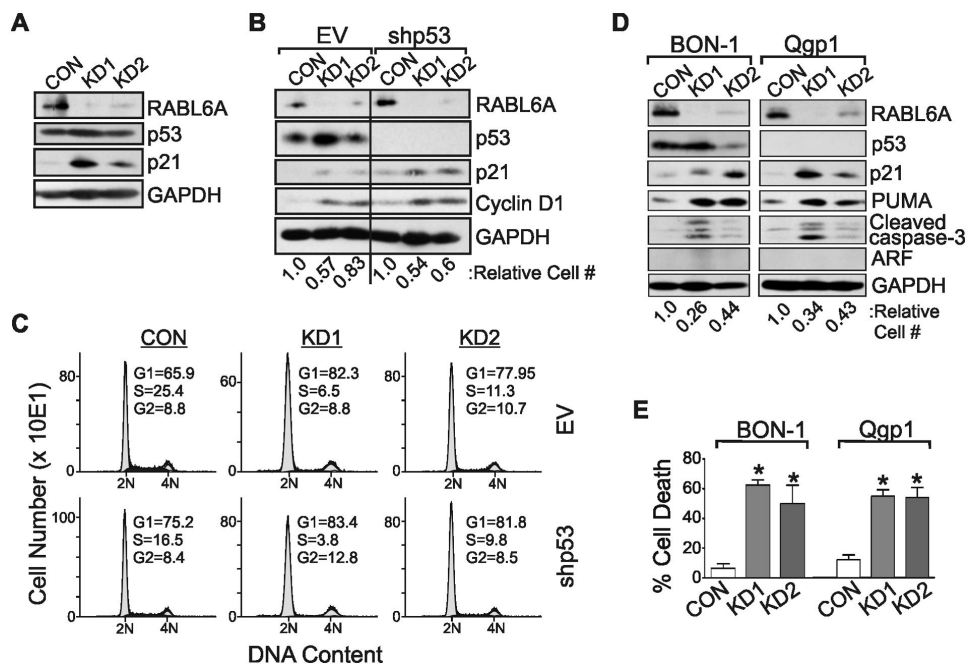 A
CON KD1 KD2
RABL6A
p53
p21
GAPDH
B
EV shp53
CON KD1 KD2 CON KD1 KD2
RABL6A
p53
p21
Cyclin D1
GAPDH
1.0 0.57 0.83 1.0 0.54 0.6 :Relative Cell #
C
CON KD1 KD2
Cell Number (x 10E1)
80
0
G1=65.9
S=25.4
G2=8.8
2N 4N
60
0
G1=82.3
S=6.5
G2=8.8
2N 4N
80
0
G1=77.95
S=11.3
G2=10.7
2N 4N
EV
100
0
G1=75.2
S=16.5
G2=8.4
2N 4N
80
0
G1=83.4
S=3.8
G2=12.8
2N 4N
80
0
G1=81.8
S=9.8
G2=8.5
2N 4N
shp53
DNA Content
D
BON-1 Qgp1
CON KD1 KD2 CON KD1 KD2
RABL6A
p53
p21
PUMA
Cleaved
caspase-3
ARF
GAPDH
1.0 0.26 0.44 1.0 0.34 0.43 :Relative
Cell #
E
BON-1 Qgp1
% Cell Death
80
60
40
20
0
* * * *
CON KD1 KD2 CON KD1 KD2